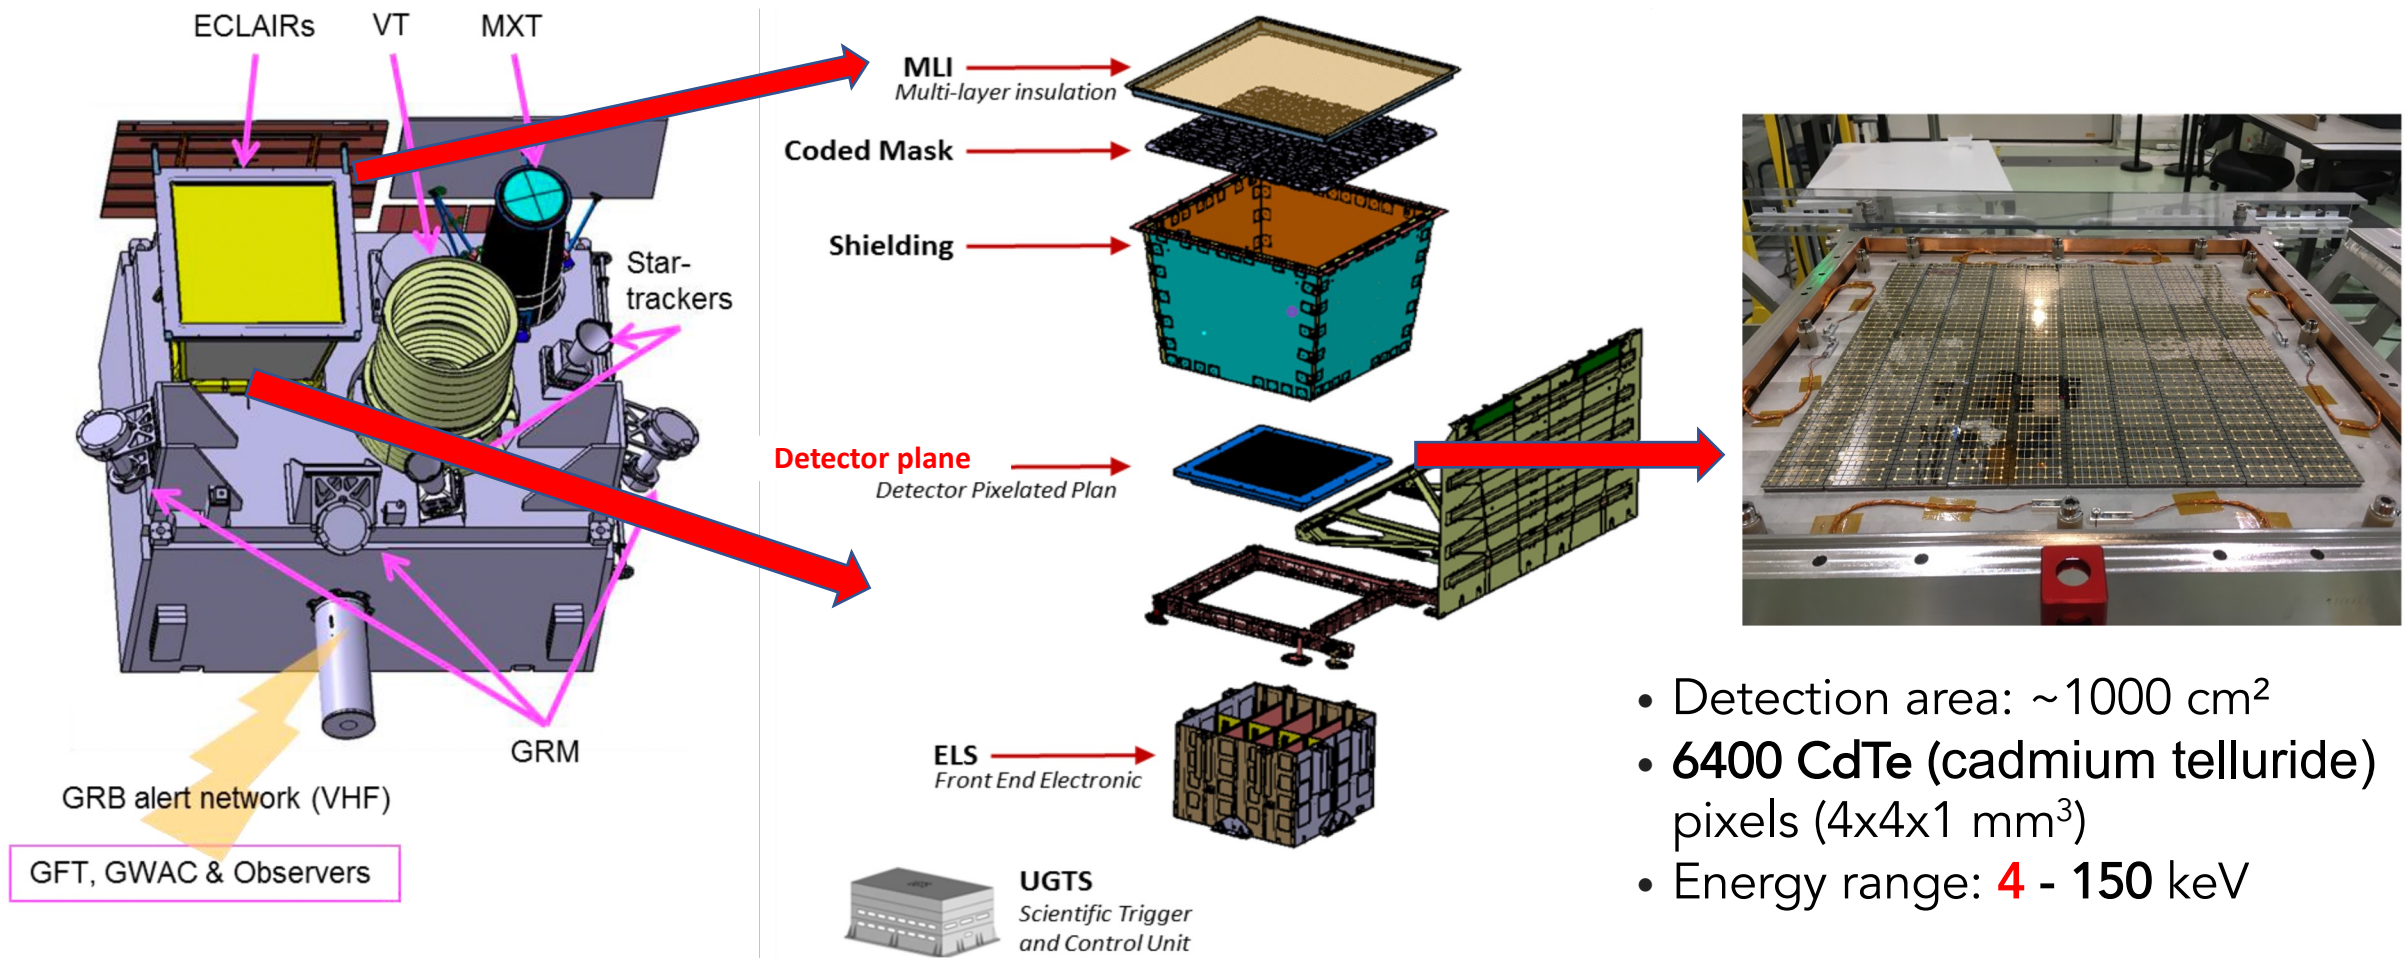 ECLAIRs
VT
MXT
Star-
trackers
GRM
GRB alert network (VHF)
GFT, GWAC & Observers
MLI
Multi-layer insulation
Coded Mask
Shielding
Detector plane
Detector Pixelated Plan
ELS
Front End Electronic
UGTS
UGTS
Scientific Trigger
and Control Unit
• Detection area: ~1000 cm²
• 6400 CdTe (cadmium telluride)
pixels (4x4x1 mm³)
• Energy range: 4 - 150 keV